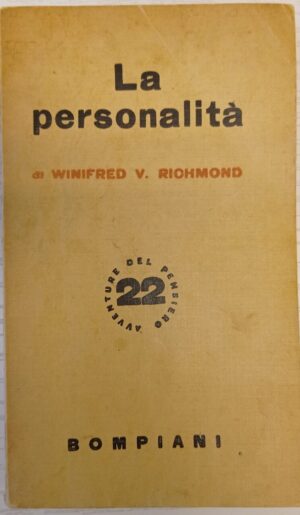 La
personalità
di WINIFRED V. RICHMOND
AVVENTURE DEL PENSIERO
22
BOMPIANI